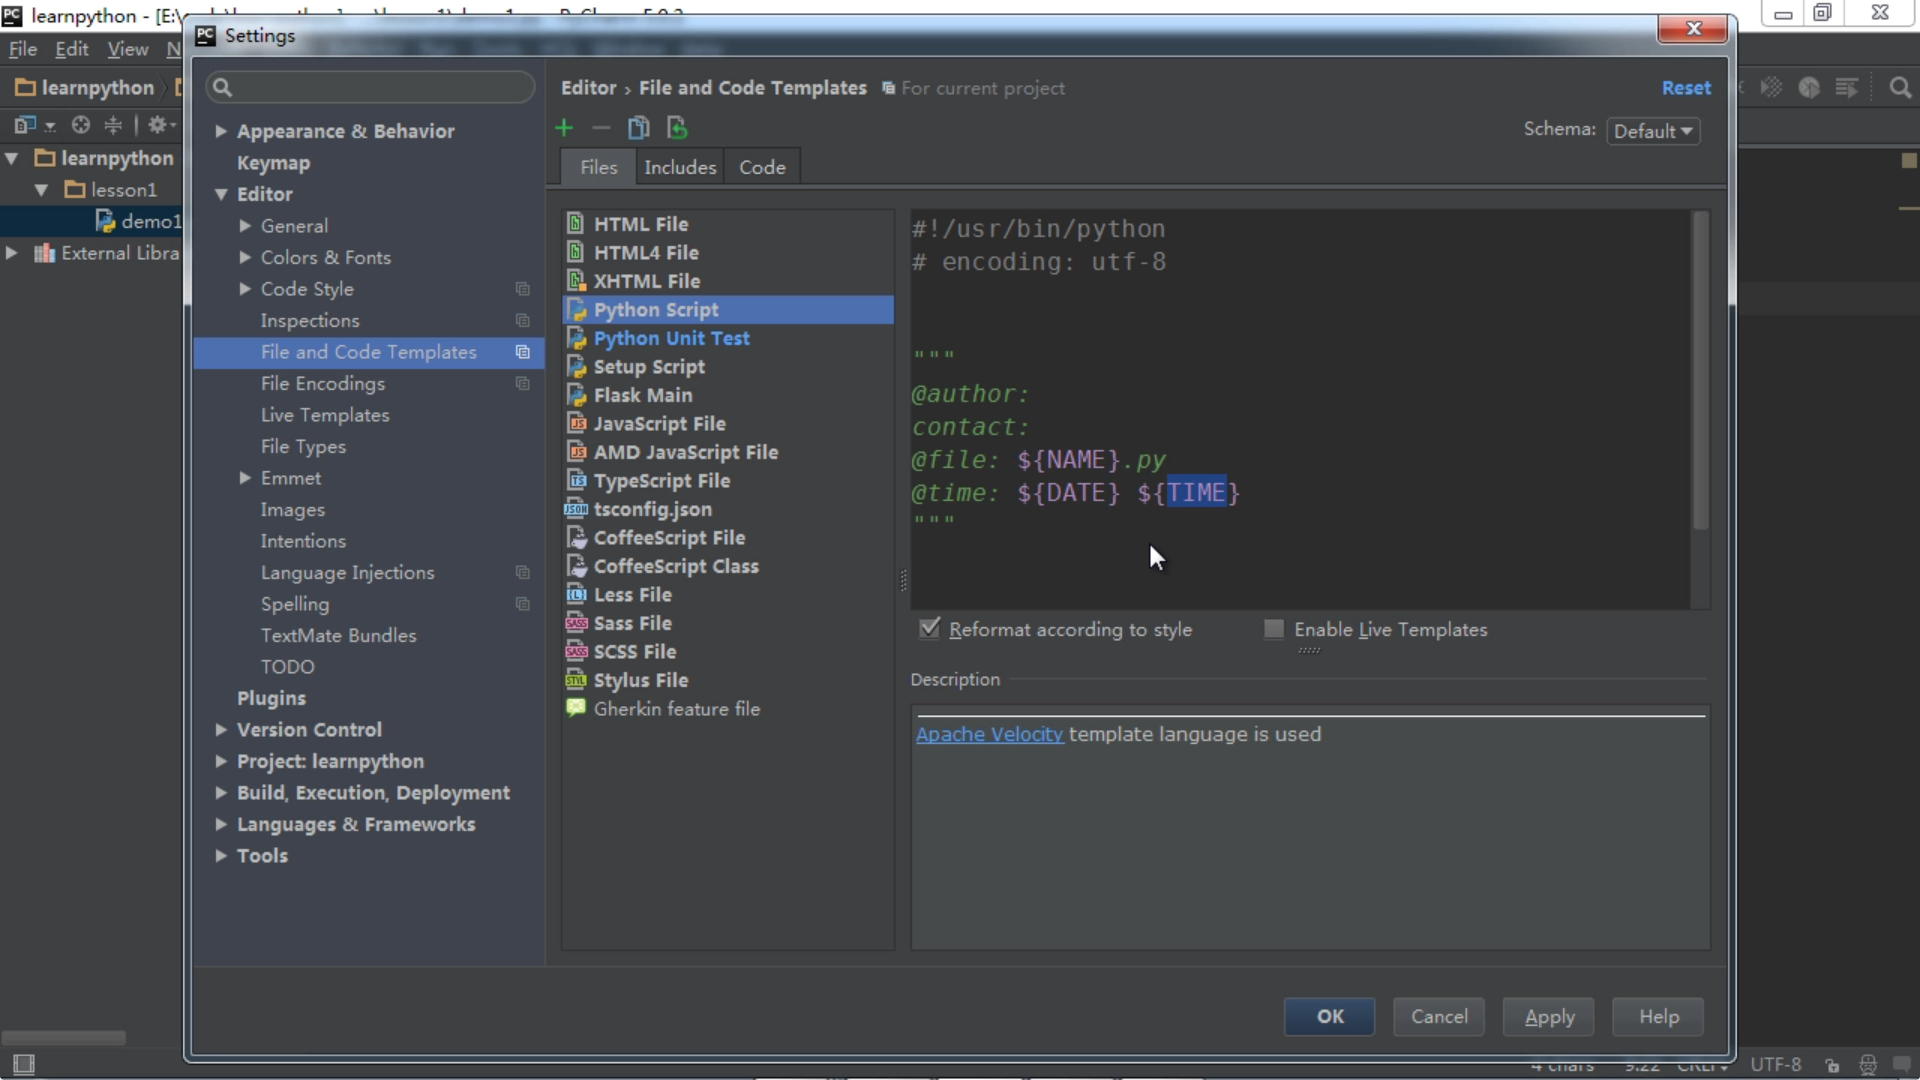 learnpython - [E:\
Settings
File Edit View N
learnpython
Editor › File and Code Templates For current project
Reset
Schema: Default
Appearance & Behavior
Keymap
Editor
General
Colors & Fonts
Code Style
Inspections
File and Code Templates
File Encodings
Live Templates
File Types
Emmet
Images
Intentions
Language Injections
Spelling
TextMate Bundles
TODO
Plugins
Version Control
Project: learnpython
Build, Execution, Deployment
Languages & Frameworks
Tools
learnpython
lesson1
demo1
External Libra
Files Includes Code
HTML File
HTML4 File
XHTML File
Python Script
Python Unit Test
Setup Script
Flask Main
JavaScript File
AMD JavaScript File
TypeScript File
tsconfig.json
CoffeeScript File
CoffeeScript Class
Less File
Sass File
SCSS File
Stylus File
Gherkin feature file
#!/usr/bin/python
# encoding: utf-8
"""
@author:
contact:
@file: ${NAME}.py
@time: ${DATE} ${TIME}
"""
Reformat according to style Enable Live Templates
Description
Apache Velocity template language is used
OK Cancel Apply Help
4 chars 9:22 CRLF UTF-8